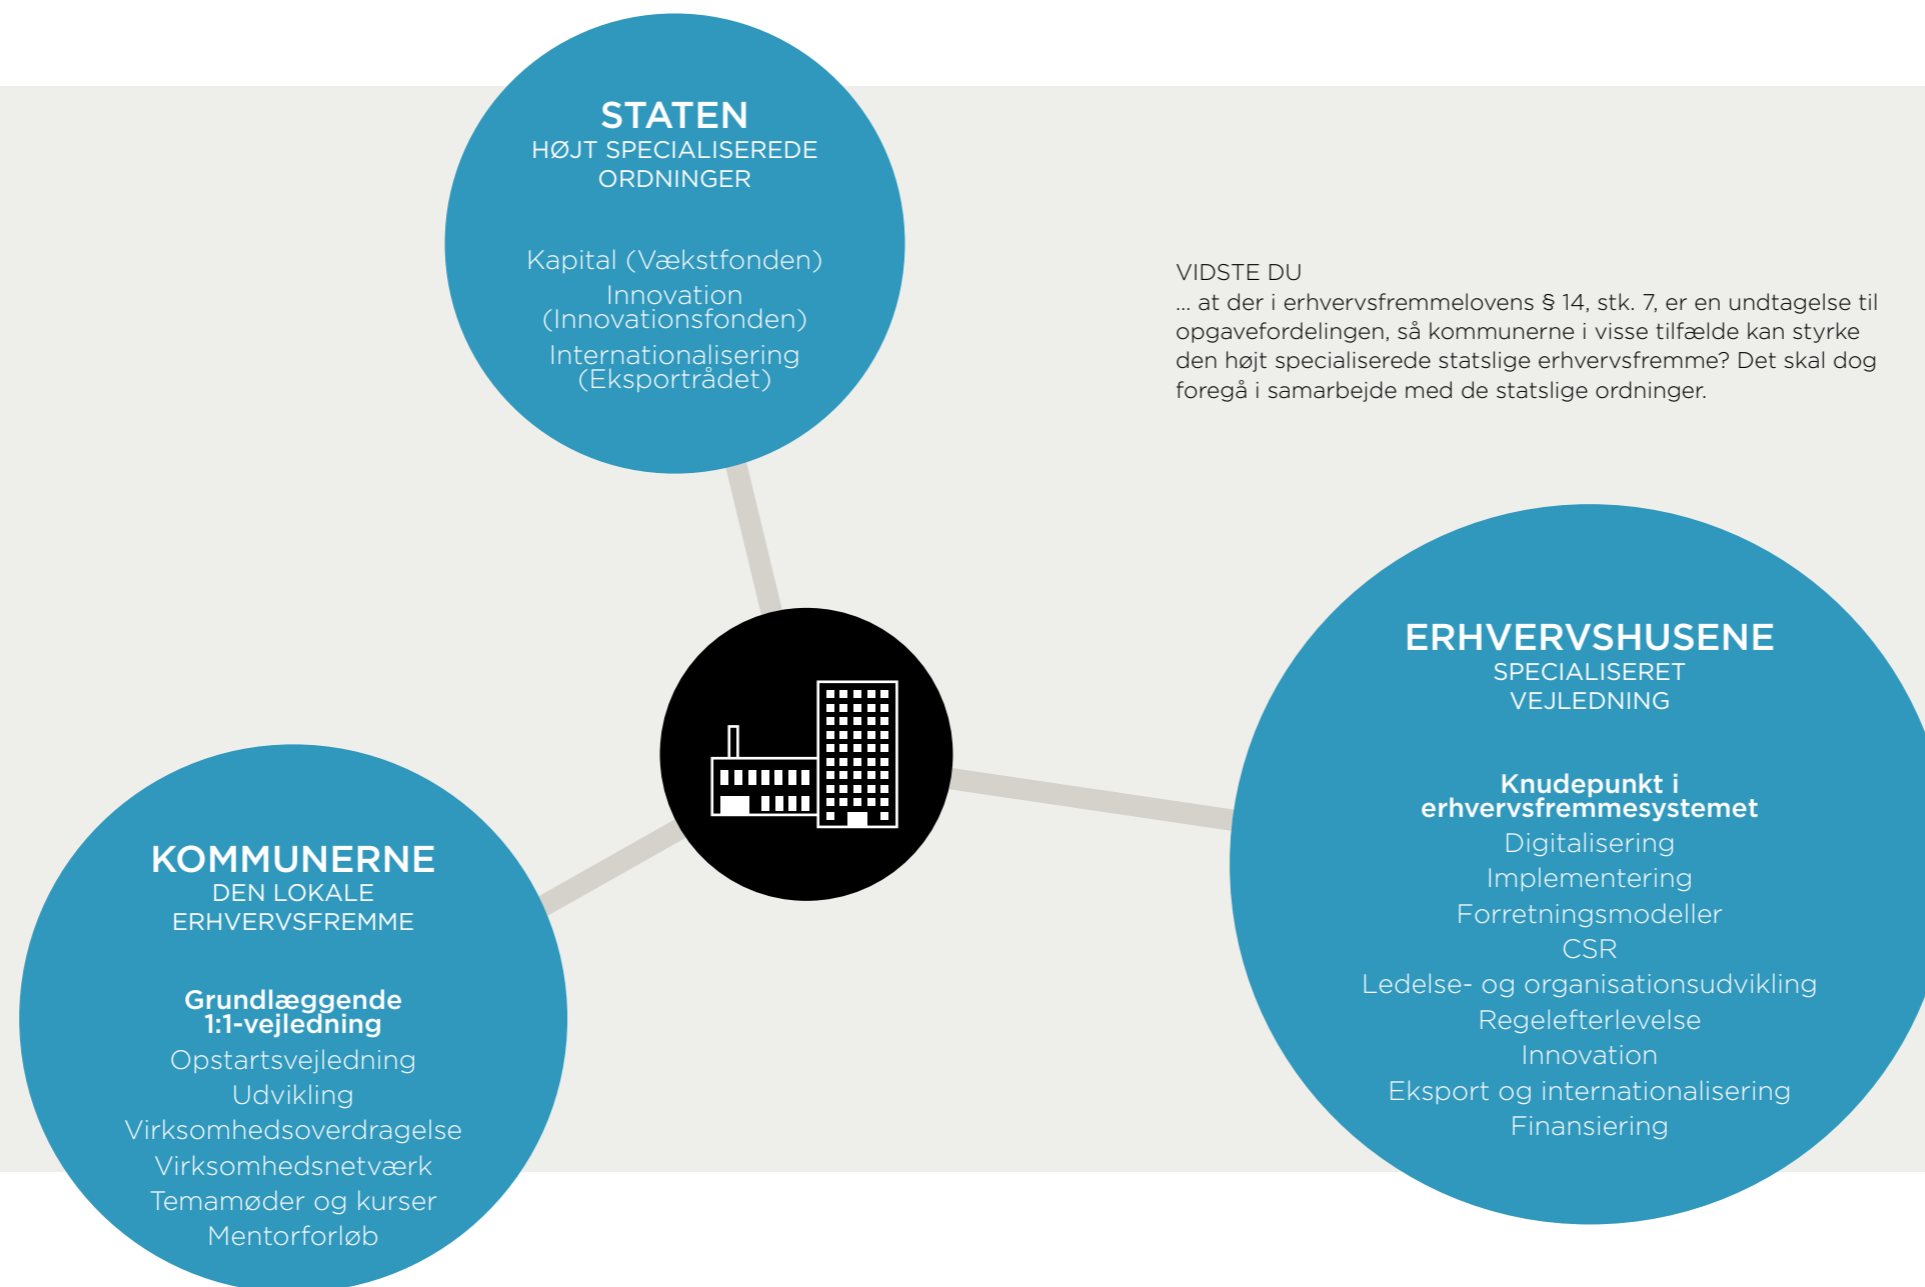 STATEN
HØJT SPECIALISEREDE
ORDNINGER
Kapital (Vækstfonden)
Innovation
(Innovationsfonden)
Internationalisering
(Eksportrådet)
VIDSTE DU
... at der i erhvervsfremmelovens § 14, stk. 7, er en undtagelse til
opgavefordelingen, så kommunerne i visse tilfælde kan styrke
den højt specialiserede statslige erhvervsfremme? Det skal dog
foregå i samarbejde med de statslige ordninger.
ERHVERVSHUSENE
SPECIALISERET
VEJLEDNING
Knudepunkt i
erhvervsfremmesystemet
Digitalisering
Implementering
Forretningsmodeller
CSR
Ledelse- og organisationsudvikling
Regelefterlevelse
Innovation
Eksport og internationalisering
Finansiering
KOMMUNERNE
DEN LOKALE
ERHVERVSFREMME
Grundlæggende
1:1-vejledning
Opstartsvejledning
Udvikling
Virksomhedsoverdragelse
Virksomhedsnetværk
Temamøder og kurser
Mentorforløb